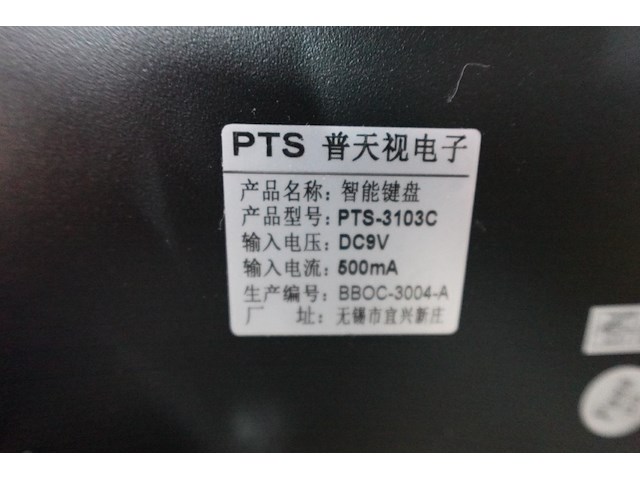 PTS 普天视电子
产品名称：智能键盘
产品型号：PTS-3103C
输入电压：DC9V
输入电流：500mA
生产编号：BBOC-3004-A
厂　址：无锡市宜兴新庄